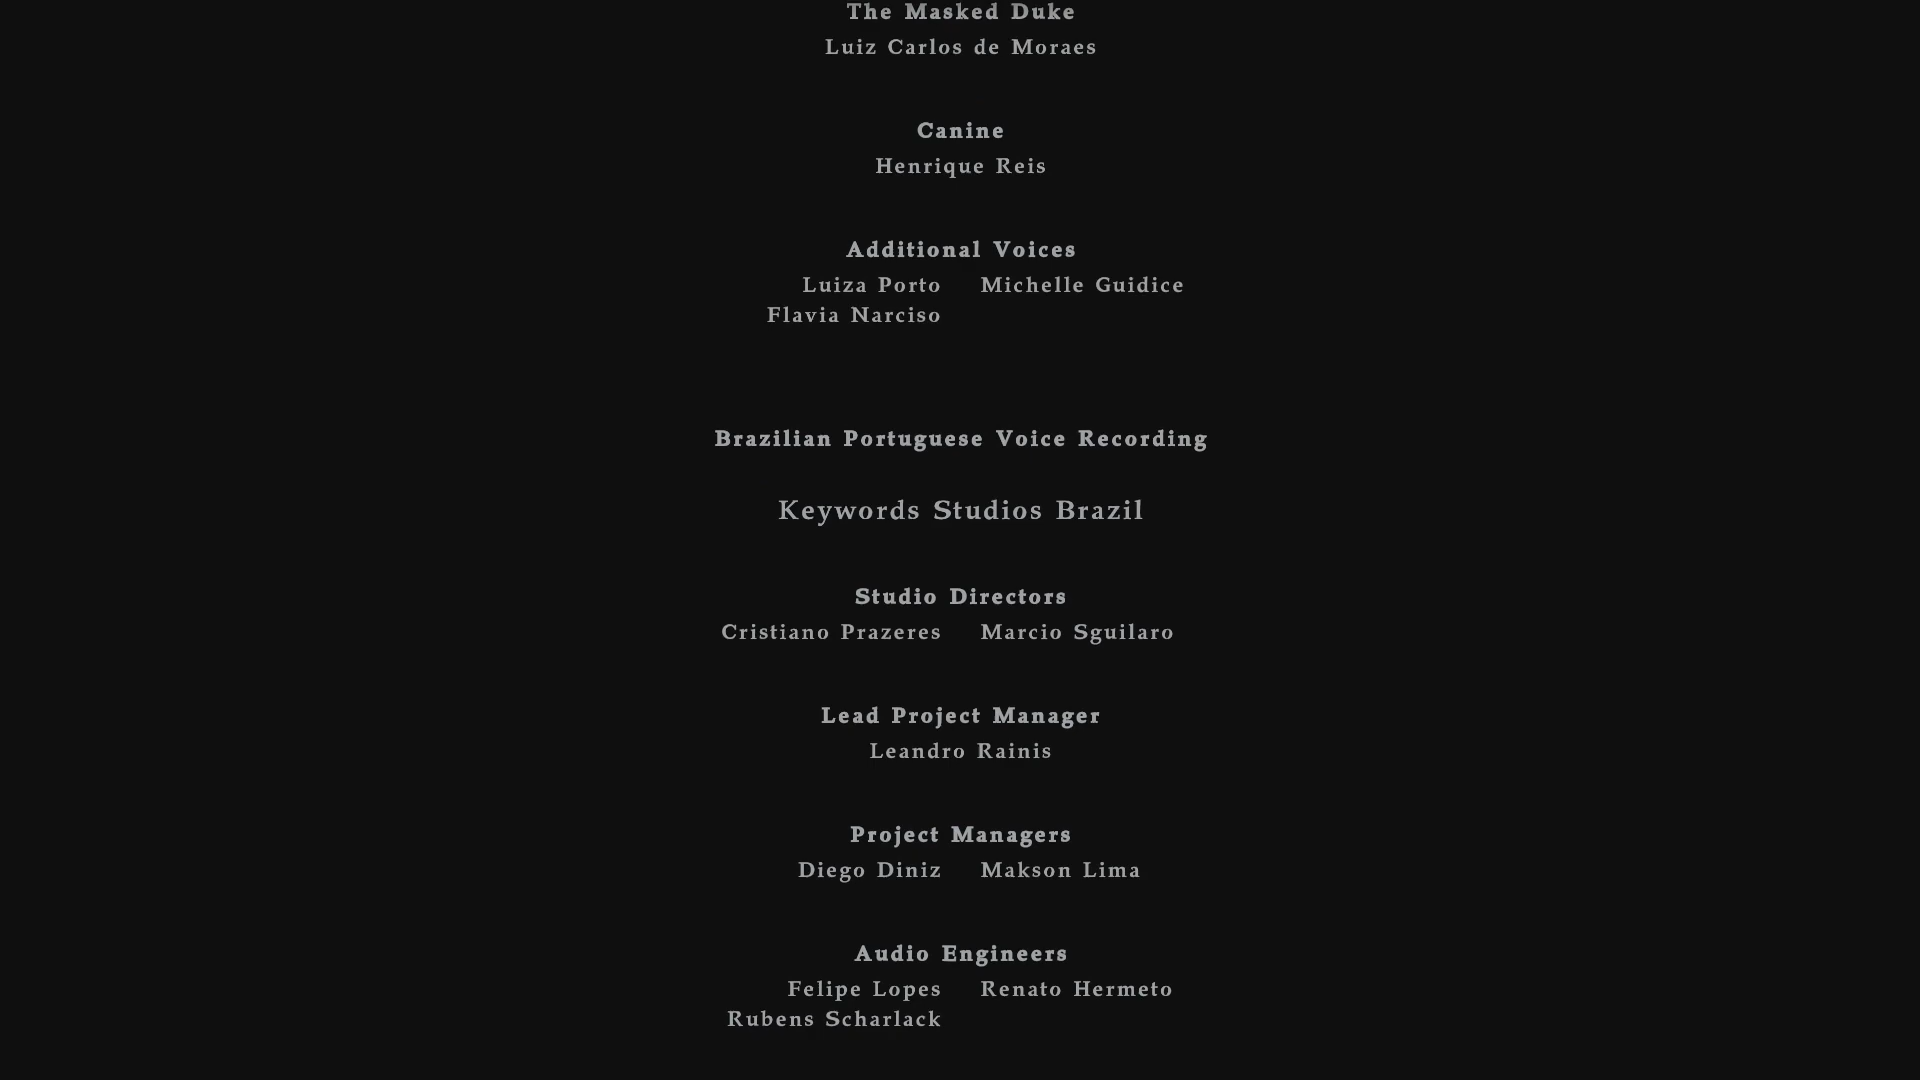 The Masked Duke
Luiz Carlos de Moraes
Canine
Henrique Reis
Additional Voices
Luiza Porto Michelle Guidice
Flavia Narciso
Brazilian Portuguese Voice Recording
Keywords Studios Brazil
Studio Directors
Cristiano Prazeres Marcio Sguilaro
Lead Project Manager
Leandro Rainis
Project Managers
Diego Diniz Makson Lima
Audio Engineers
Felipe Lopes Renato Hermeto
Rubens Scharlack